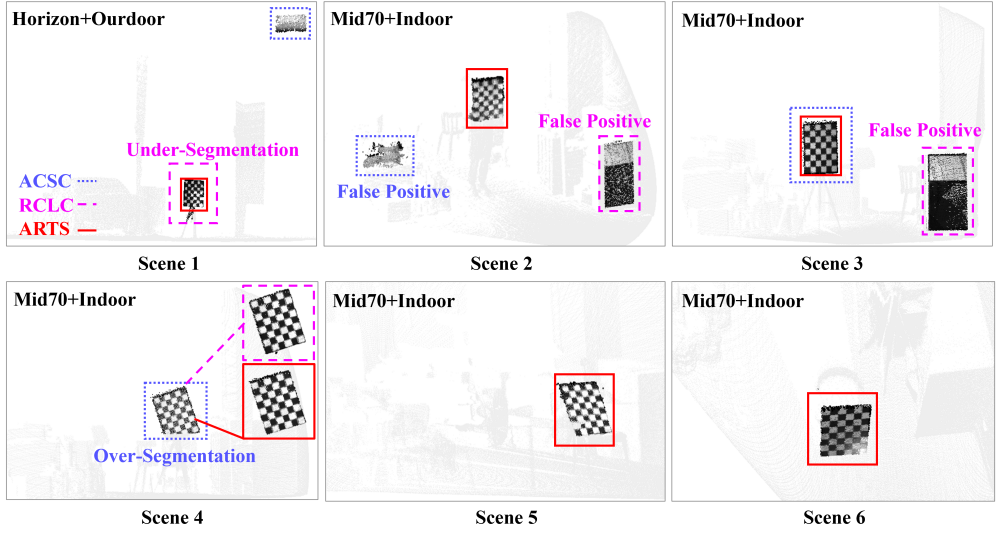 Horizon+Ourdoor
Under-Segmentation
ACSC
RCLC
ARTS
Scene 1
Mid70+Indoor
False Positive
False Positive
Scene 2
Mid70+Indoor
False Positive
Scene 3
Mid70+Indoor
Over-Segmentation
Scene 4
Mid70+Indoor
Scene 5
Mid70+Indoor
Scene 6